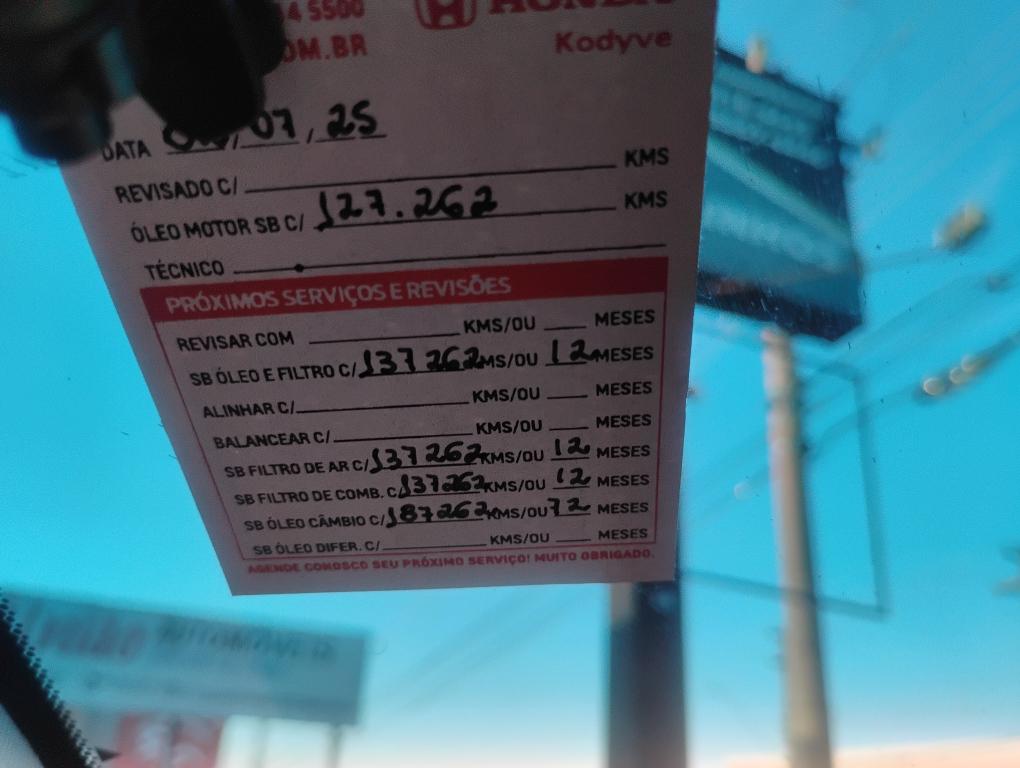 4 5500
HONDA
OM.BR
Kodyve
DATA /07/25
REVISADO C/ KMS
ÓLEO MOTOR SB C/ 127.262 KMS
TÉCNICO
PRÓXIMOS SERVIÇOS E REVISÕES
REVISAR COM KMS/OU MESES
SB ÓLEO E FILTRO C/ 137262 KMS/OU 12 MESES
ALINHAR C/ KMS/OU MESES
BALANCEAR C/ KMS/OU MESES
SB FILTRO DE AR C/ 137262 KMS/OU 12 MESES
SB FILTRO DE COMB. C/ 137262 KMS/OU 12 MESES
SB ÓLEO CÂMBIO C/ 187262 KMS/OU 72 MESES
SB ÓLEO DIFER. C/ KMS/OU MESES
AGENDE CONOSCO SEU PRÓXIMO SERVIÇO! MUITO OBRIGADO.